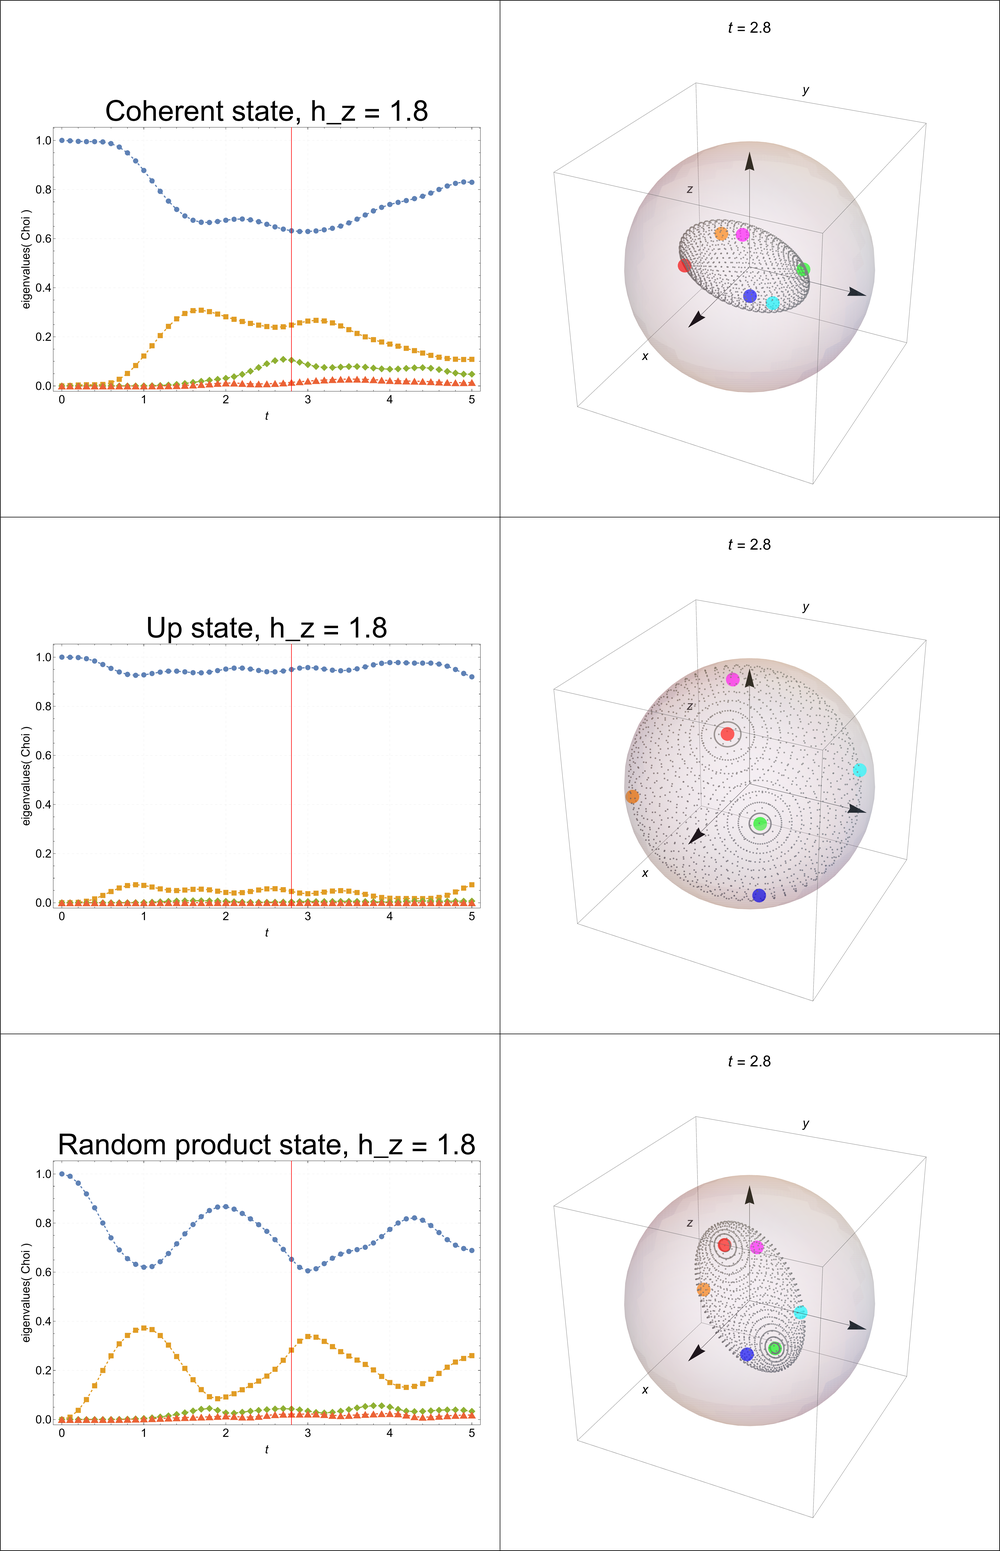 t = 2.8
Coherent state, h_z = 1.8
eigenvalues( Choi )
1.0
0.8
0.6
0.4
0.2
0.0
0 1 2 3 4 5
t
y
z
x
t = 2.8
Up state, h_z = 1.8
eigenvalues( Choi )
1.0
0.8
0.6
0.4
0.2
0.0
0 1 2 3 4 5
t
y
z
x
t = 2.8
Random product state, h_z = 1.8
eigenvalues( Choi )
1.0
0.8
0.6
0.4
0.2
0.0
0 1 2 3 4 5
t
y
z
x